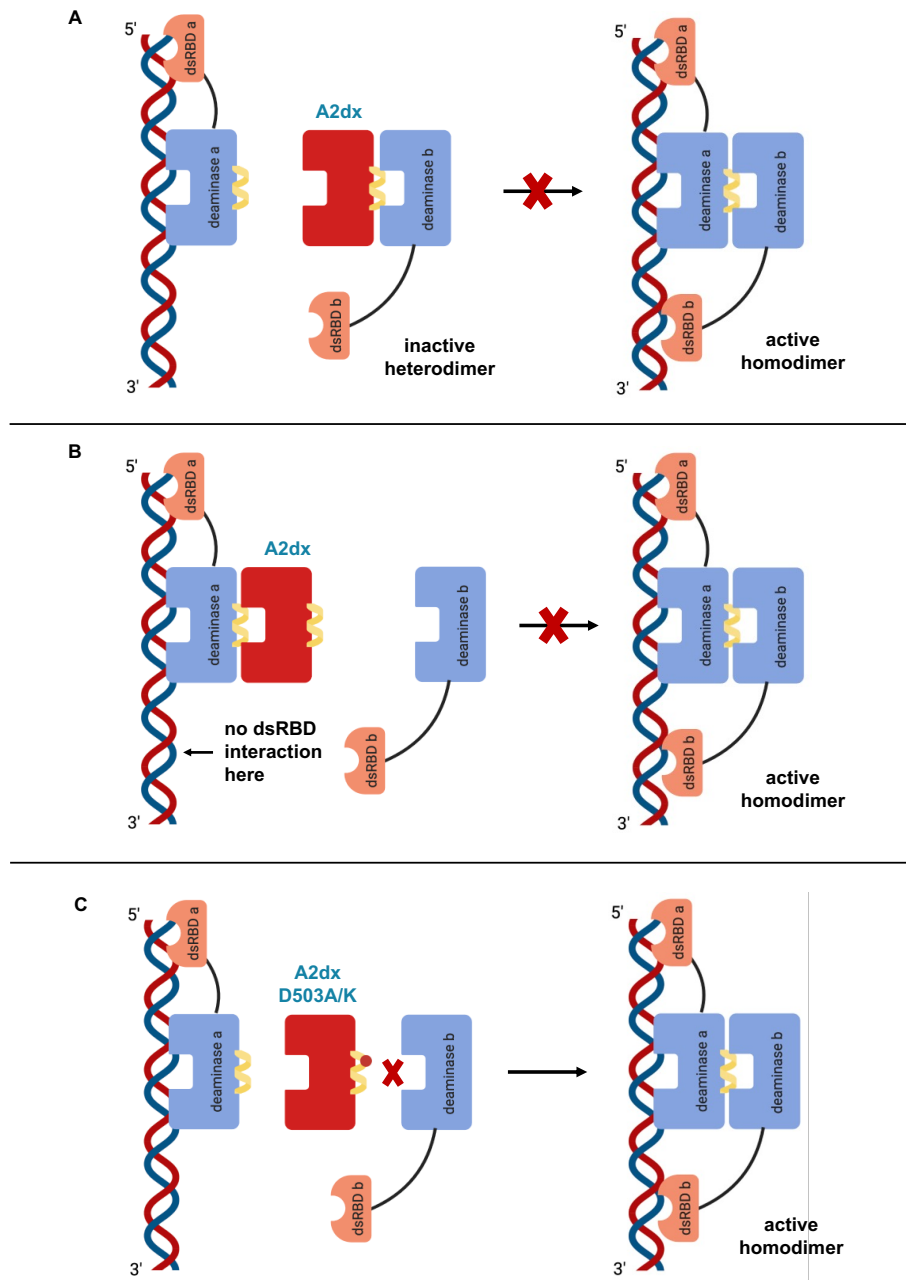 A
5'
dsRBD a
deaminase a
A2dx
deaminase b
dsRBD b
inactive
heterodimer
3'
5'
dsRBD a
deaminase a
deaminase b
dsRBD b
active
homodimer
3'
B
5'
dsRBD a
deaminase a
A2dx
deaminase b
dsRBD b
no dsRBD
interaction
here
3'
5'
dsRBD a
deaminase a
deaminase b
dsRBD b
active
homodimer
3'
C
5'
dsRBD a
deaminase a
A2dx
D503A/K
deaminase b
dsRBD b
3'
5'
dsRBD a
deaminase a
deaminase b
dsRBD b
active
homodimer
3'